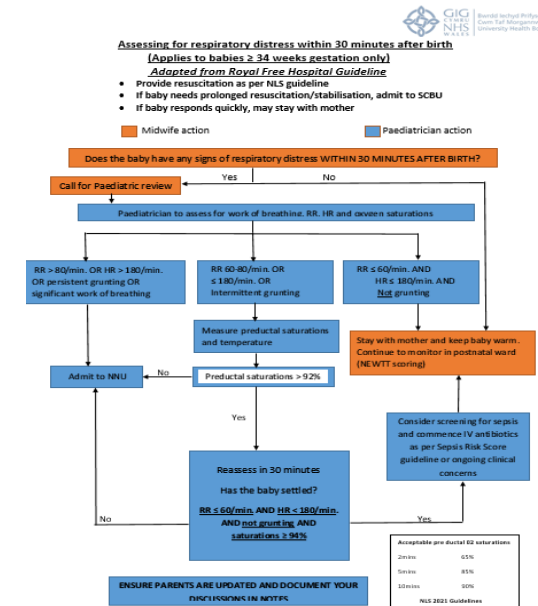 GIG
CYMRU
NHS
WALES
Bwrdd Iechyd Prifys
Cwm Taf Morgannw
University Health Bo
Assessing for respiratory distress within 30 minutes after birth
(Applies to babies ≥ 34 weeks gestation only)
Adapted from Royal Free Hospital Guideline
• Provide resuscitation as per NLS guideline
• If baby needs prolonged resuscitation/stabilisation, admit to SCBU
• If baby responds quickly, may stay with mother
Midwife action
Paediatrician action
Does the baby have any signs of respiratory distress WITHIN 30 MINUTES AFTER BIRTH?
Yes
No
Call for Paediatric review
Paediatrician to assess for work of breathing, RR, HR and oxygen saturations
RR > 80/min. OR HR > 180/min.
OR persistent grunting OR
significant work of breathing
RR 60-80/min. OR
≤ 180/min. OR
Intermittent grunting
RR ≤ 60/min. AND
HR ≤ 180/min. AND
Not grunting
Measure preductal saturations
and temperature
Stay with mother and keep baby warm.
Continue to monitor in postnatal ward
(NEWTT scoring)
Admit to NNU
No
Preductal saturations > 92%
Yes
Consider screening for sepsis
and commence IV antibiotics
as per Sepsis Risk Score
guideline or ongoing clinical
concerns
Reassess in 30 minutes
Has the baby settled?
RR ≤ 60/min. AND HR < 180/min.
AND not grunting AND
saturations ≥ 94%
No
Yes
Acceptable pre ductal 02 saturations
2mins 65%
5mins 85%
10mins 90%
NLS 2021 Guidelines
ENSURE PARENTS ARE UPDATED AND DOCUMENT YOUR
DISCUSSIONS IN NOTES